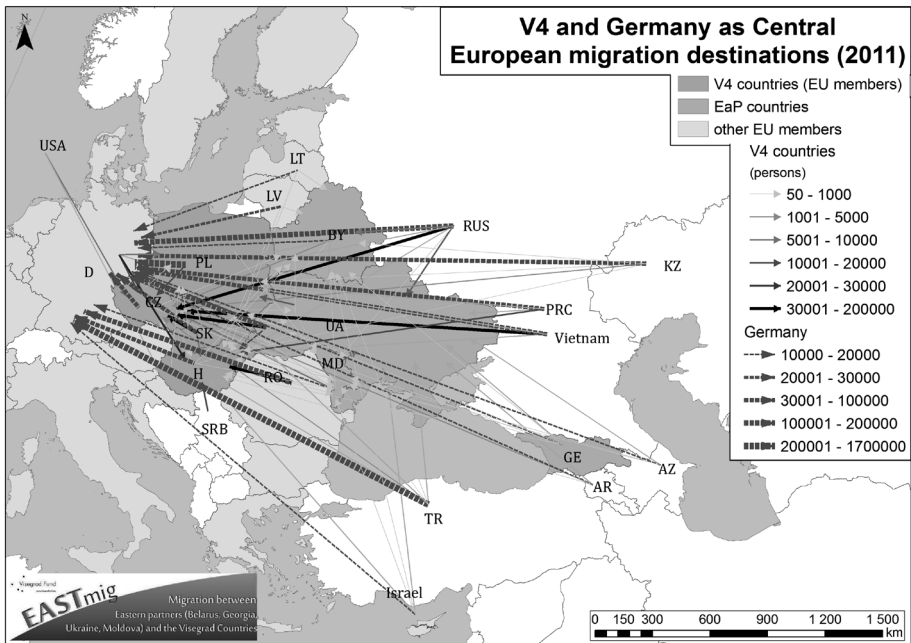 V4 and Germany as Central
European migration destinations (2011)
N
V4 countries (EU members)
EaP countries
other EU members
V4 countries
(persons)
50 - 1000
1001 - 5000
5001 - 10000
10001 - 20000
20001 - 30000
30001 - 200000
Germany
10000 - 20000
20001 - 30000
30001 - 100000
100001 - 200000
200001 - 1700000
USA
LT
LV
RUS
BY
PL
KZ
D
CZ
PRC
SK
UA
Vietnam
MD
H
RO
SRB
GE
AZ
AR
TR
Israel
Visegrad Fund
EASTmig
Migration between
Eastern partners (Belarus, Georgia,
Ukraine, Moldova) and the Visegrad Countries
0 150 300 600 900 1 200 1 500
km